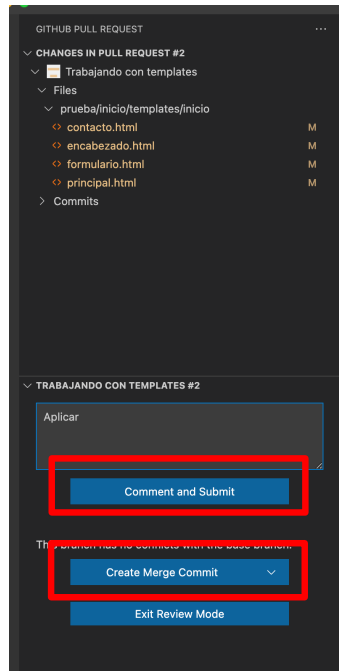 GITHUB PULL REQUEST
CHANGES IN PULL REQUEST #2
Trabajando con templates
Files
prueba/inicio/templates/inicio
contacto.html M
encabezado.html M
formulario.html M
principal.html M
Commits
TRABAJANDO CON TEMPLATES #2
Aplicar
Comment and Submit
This branch has no conflicts with the base branch.
Create Merge Commit
Exit Review Mode